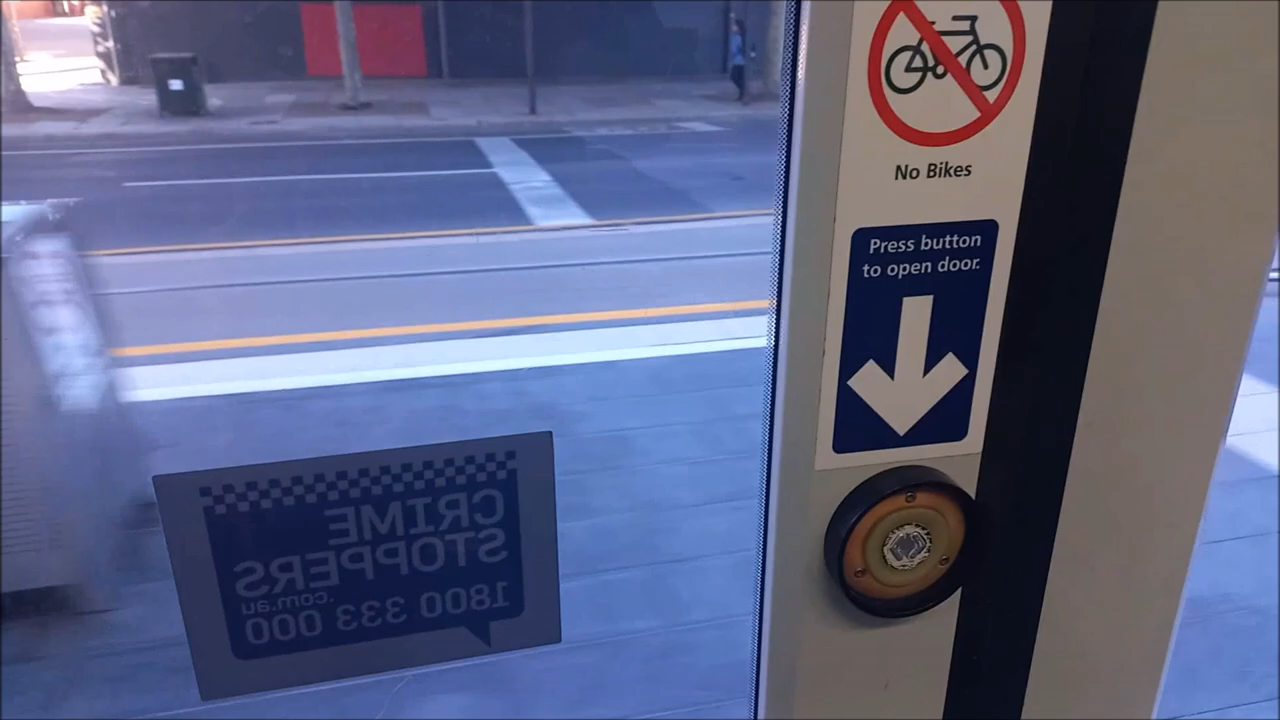 No Bikes
Press button
to open door.
CRIME
STOPPERS
.com.au
1800 333 000